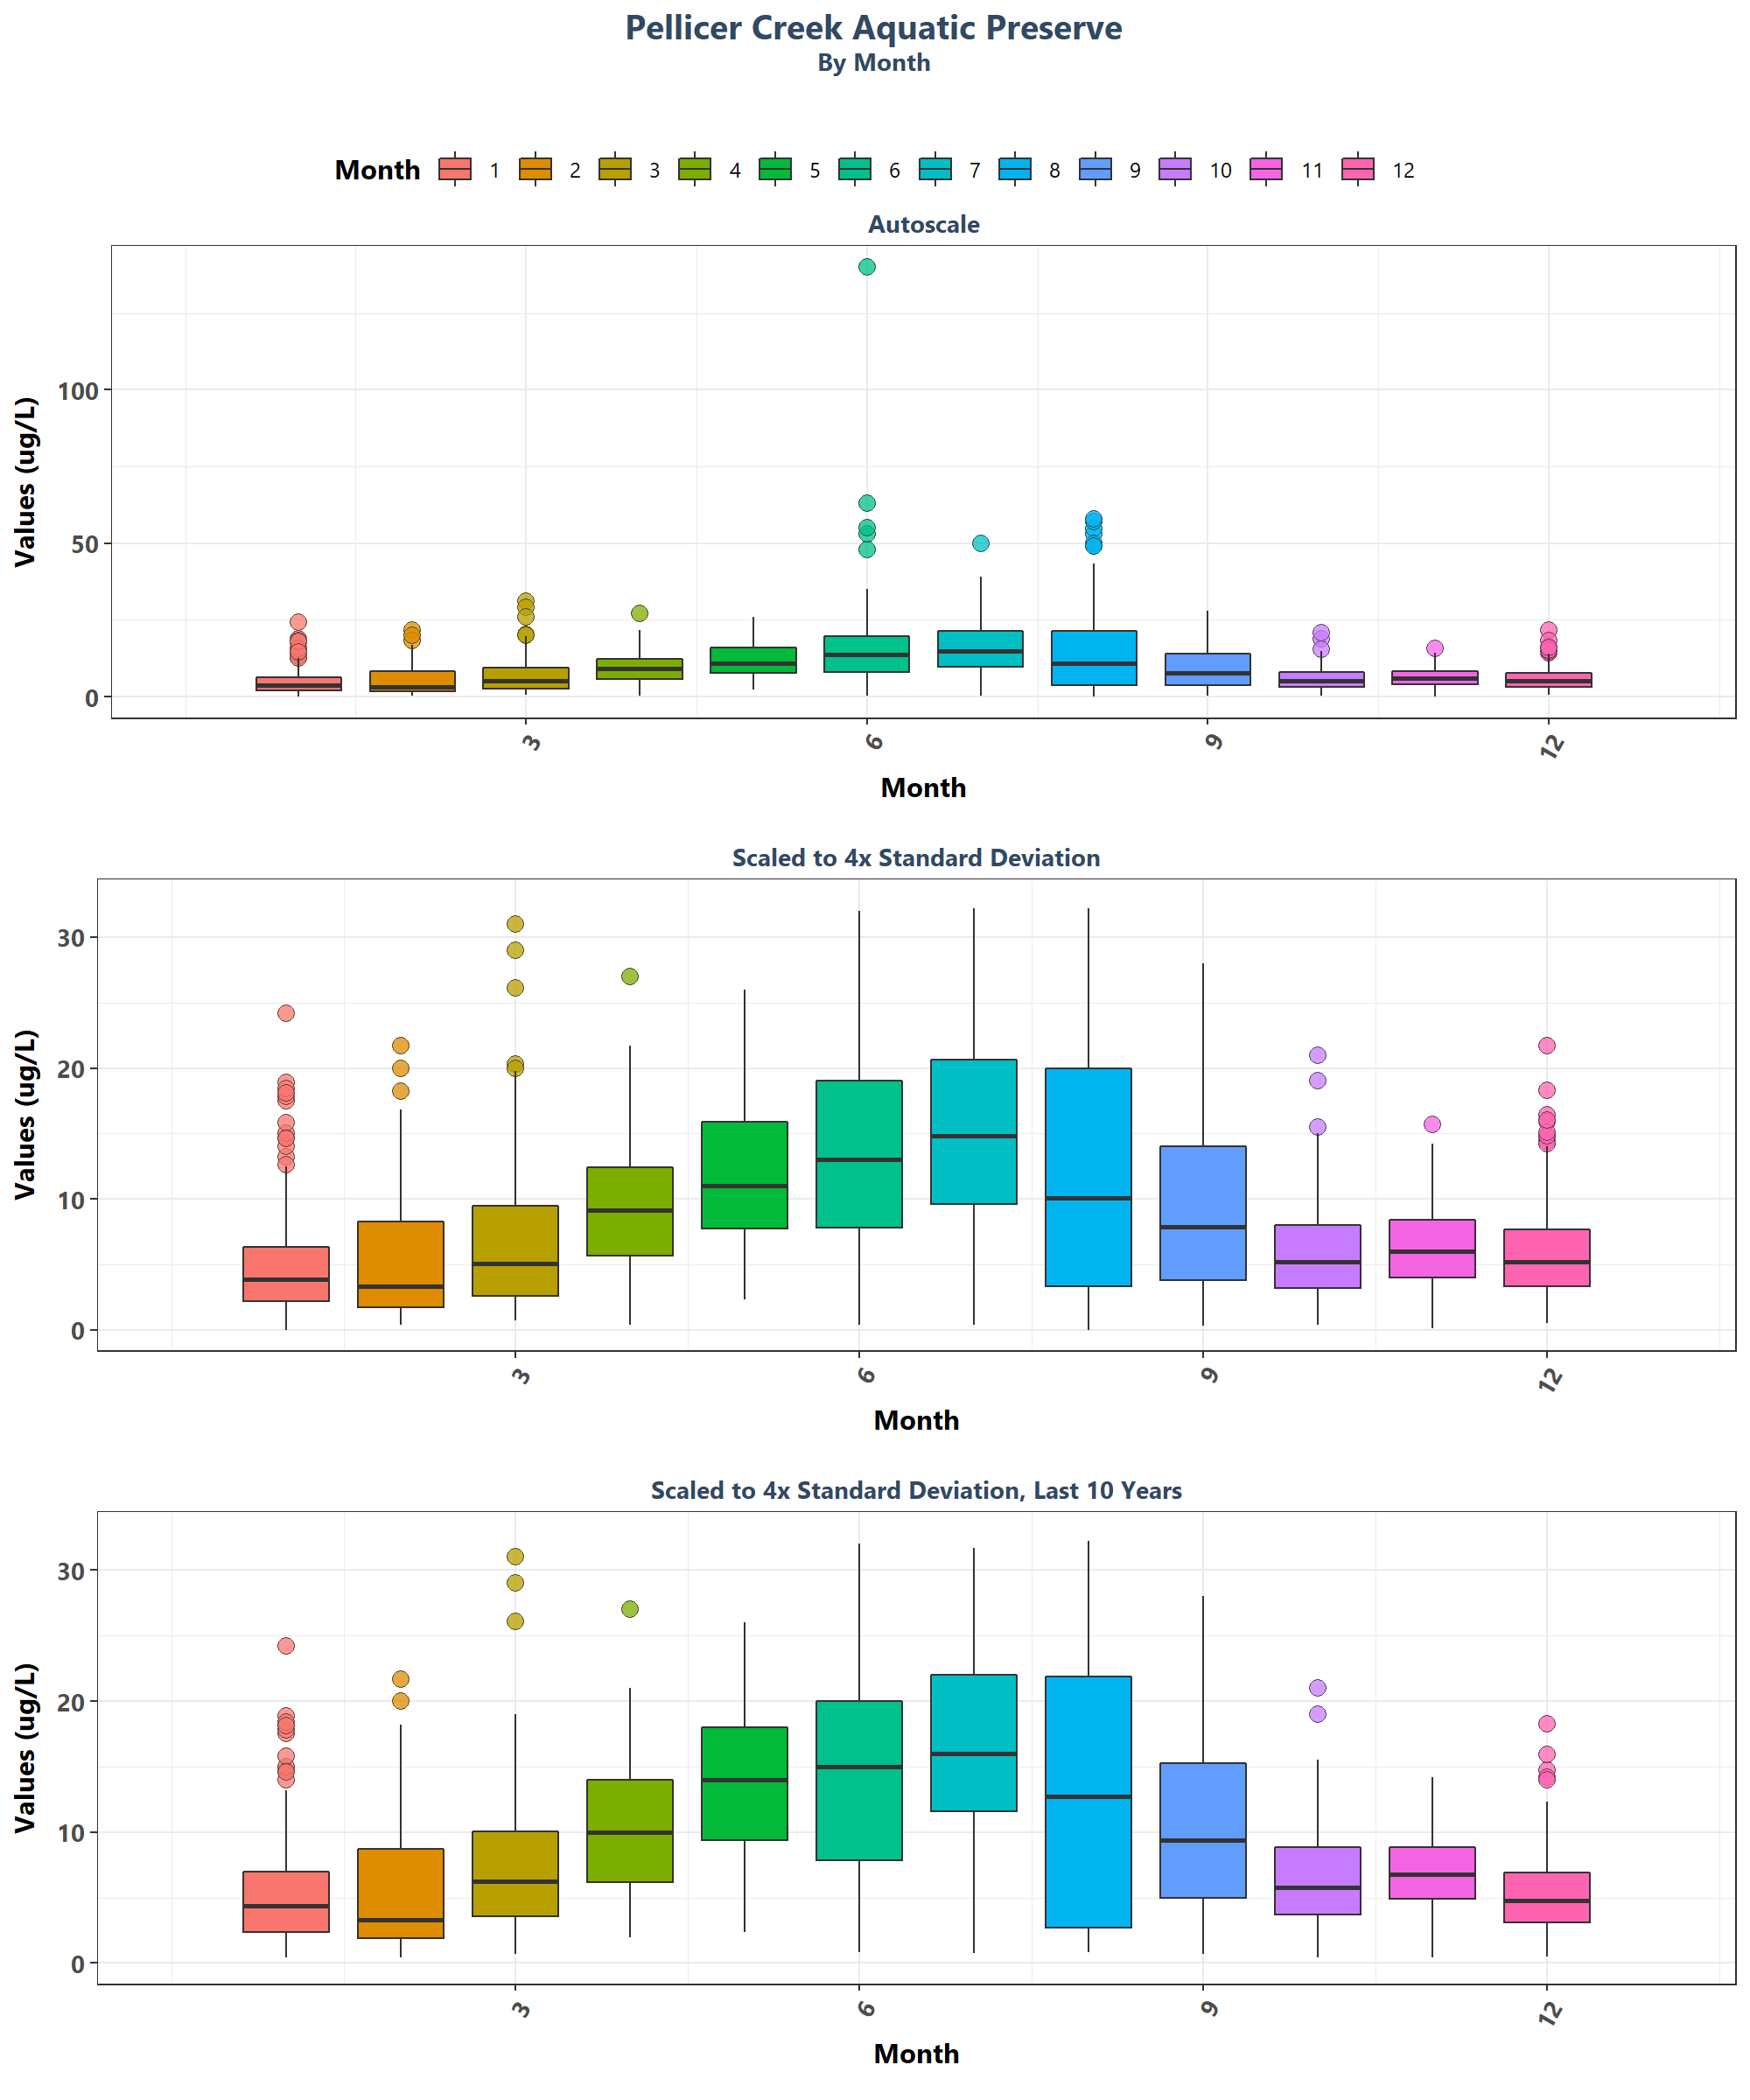 Pellicer Creek Aquatic Preserve
By Month
Month 1 2 3 4 5 6 7 8 9 10 11 12
Autoscale
Values (ug/L)
100
50
0
3 6 9 12
Month
Scaled to 4x Standard Deviation
Values (ug/L)
30
20
10
0
3 6 9 12
Month
Scaled to 4x Standard Deviation, Last 10 Years
Values (ug/L)
30
20
10
0
3 6 9 12
Month